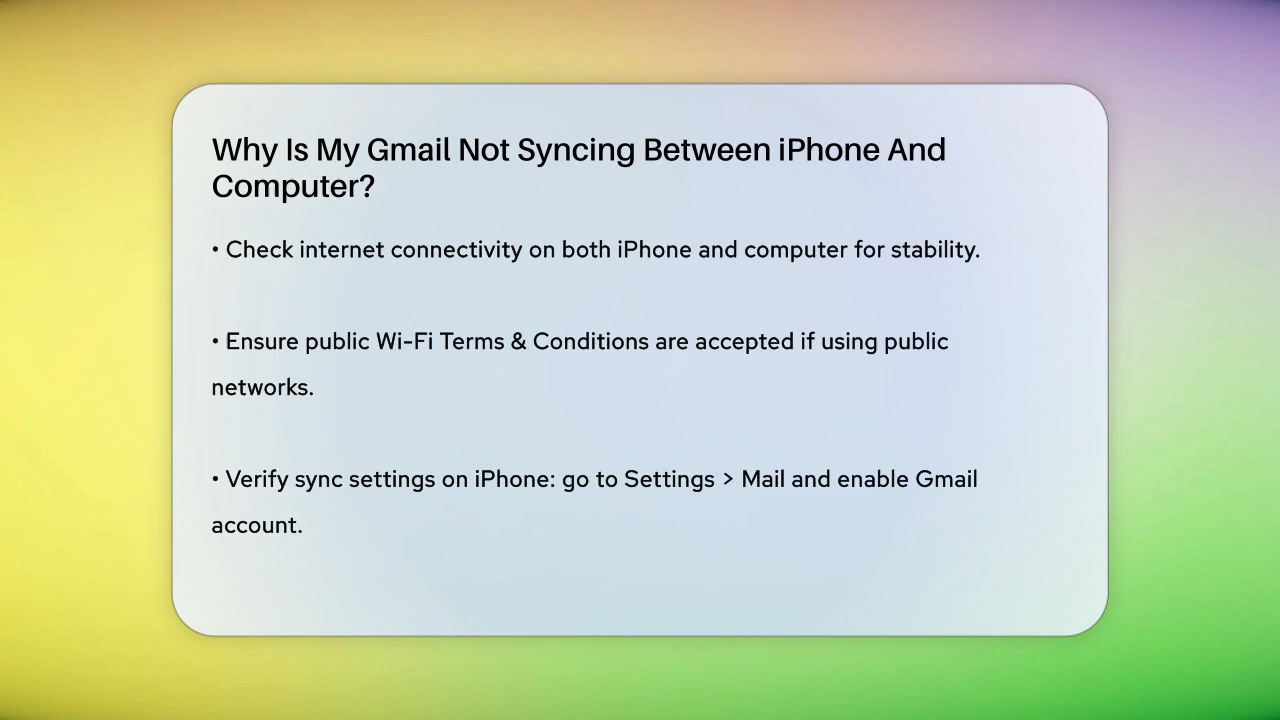 Why Is My Gmail Not Syncing Between iPhone And
Computer?
• Check internet connectivity on both iPhone and computer for stability.
• Ensure public Wi-Fi Terms & Conditions are accepted if using public
networks.
• Verify sync settings on iPhone: go to Settings > Mail and enable Gmail
account.